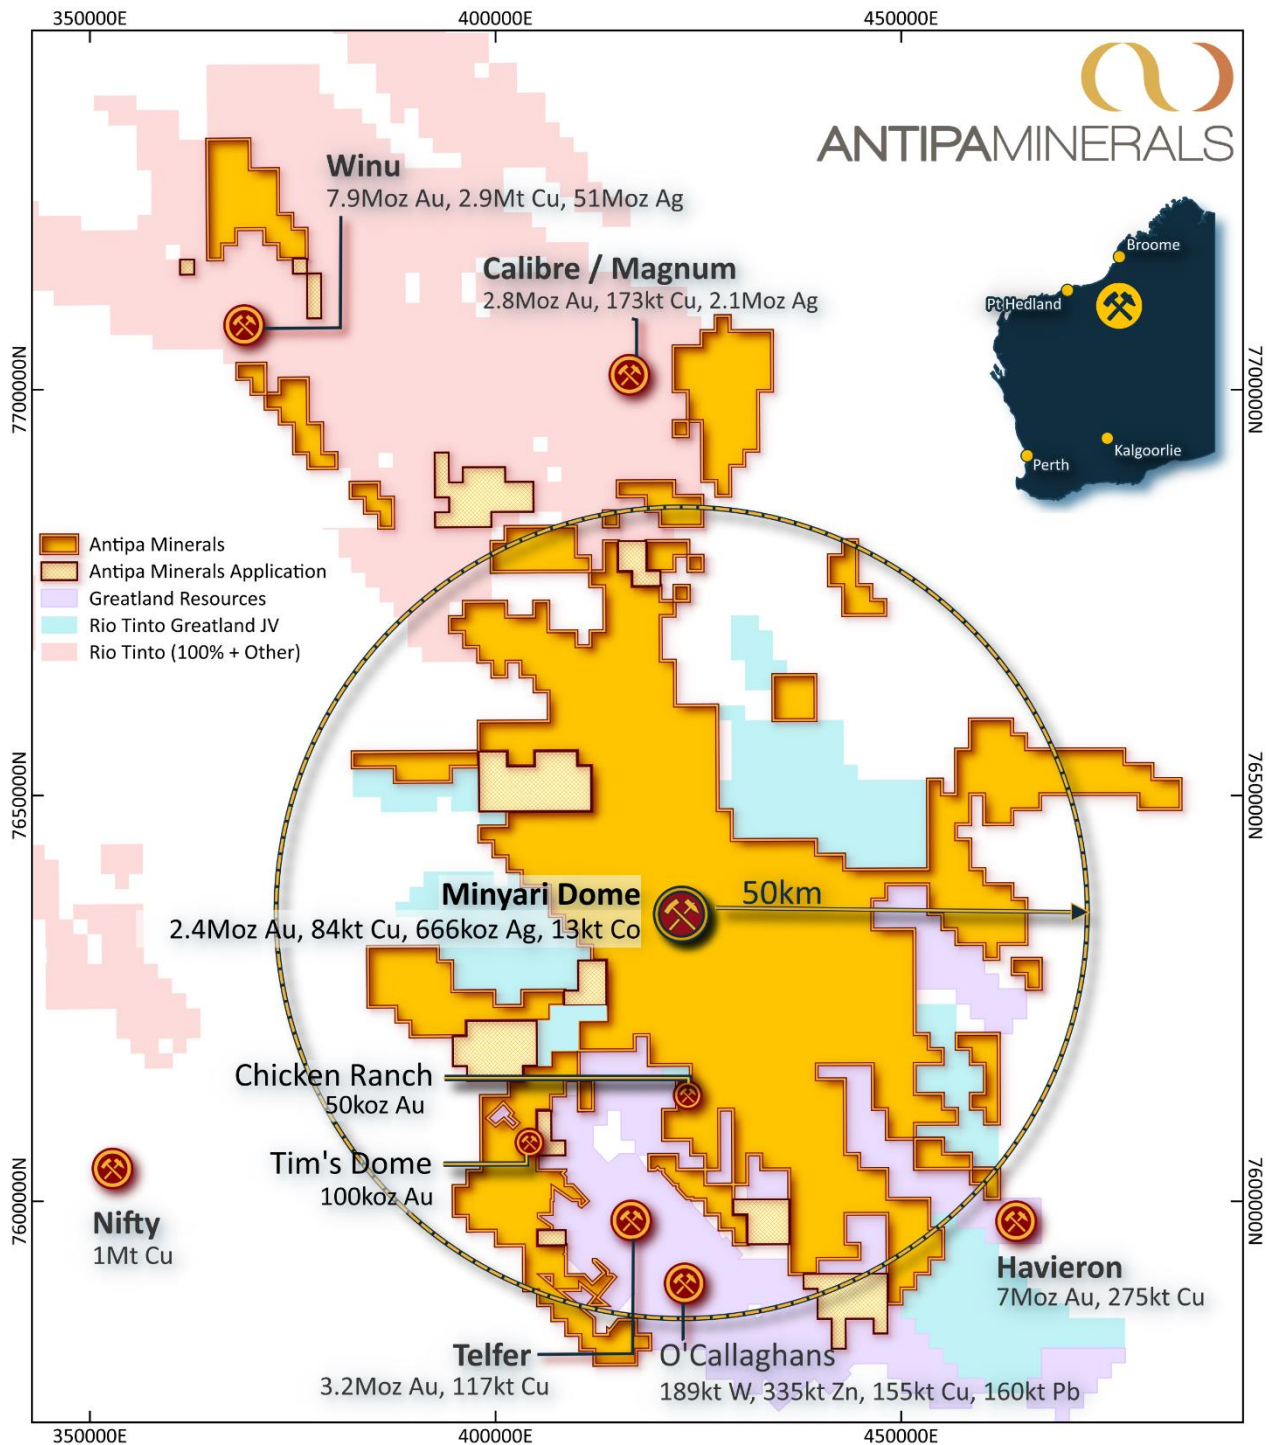 350000E
400000E
450000E
ANTIPAMINERALS
Winu
7.9Moz Au, 2.9Mt Cu, 51Moz Ag
Calibre / Magnum
2.8Moz Au, 173kt Cu, 2.1Moz Ag
Broome
Pt Hedland
Kalgoorlie
Perth
7700000N
7700000N
Antipa Minerals
Antipa Minerals Application
Greatland Resources
Rio Tinto Greatland JV
Rio Tinto (100% + Other)
7650000N
7650000N
Minyari Dome
2.4Moz Au, 84kt Cu, 666koz Ag, 13kt Co
50km
Chicken Ranch
50koz Au
Tim's Dome
100koz Au
7600000N
7600000N
Nifty
1Mt Cu
Havieron
7Moz Au, 275kt Cu
Telfer
3.2Moz Au, 117kt Cu
O'Callaghans
189kt W, 335kt Zn, 155kt Cu, 160kt Pb
350000E
400000E
450000E